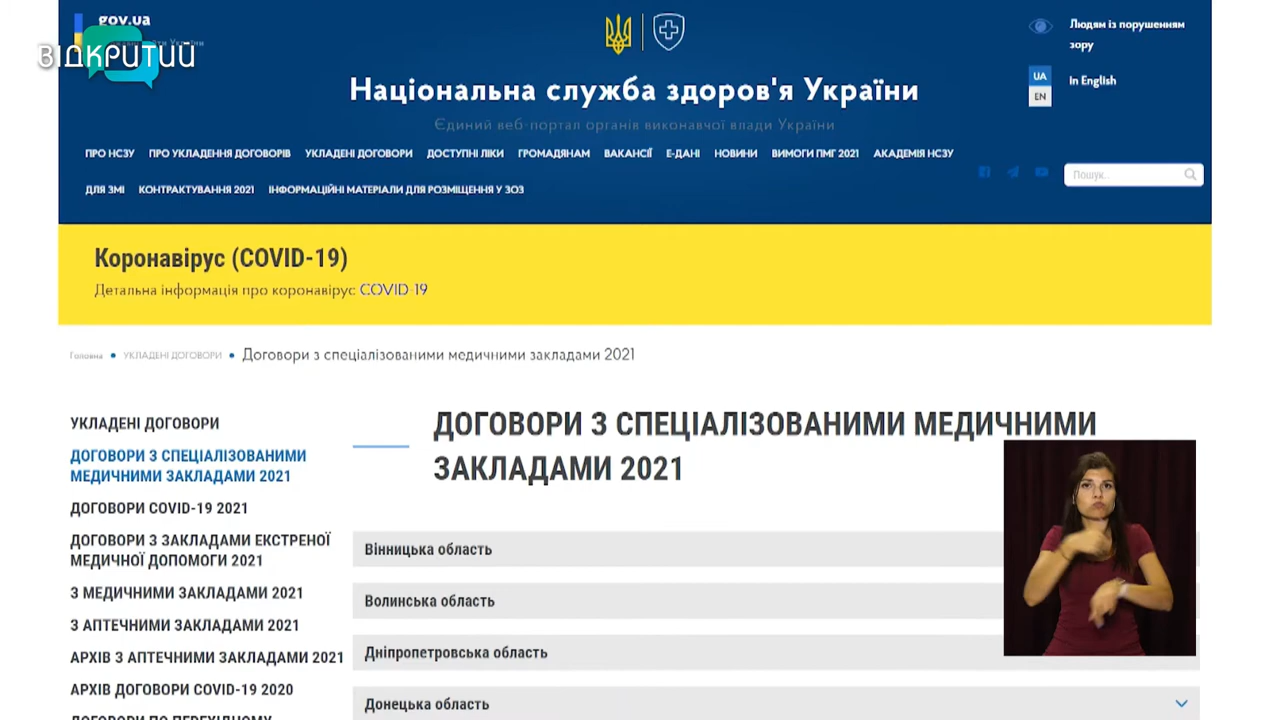 gov.ua
ВІДКРИТИЙ
Людям із порушенням
зору
UA
In English
EN
Національна служба здоров'я України
Єдиний веб-портал органів виконавчої влади України
ПРО НСЗУ ПРО УКЛАДЕННЯ ДОГОВОРІВ УКЛАДЕНІ ДОГОВОРИ ДОСТУПНІ ЛІКИ ГРОМАДЯНАМ ВАКАНСІЇ Е-ДАНІ НОВИНИ ВИМОГИ ПМГ 2021 АКАДЕМІЯ НСЗУ
ДЛЯ ЗМІ КОНТРАКТУВАННЯ 2021 ІНФОРМАЦІЙНІ МАТЕРІАЛИ ДЛЯ РОЗМІЩЕННЯ У ЗОЗ
Пошук...
Коронавірус (COVID-19)
Детальна інформація про коронавірус COVID-19
Головна • УКЛАДЕНІ ДОГОВОРИ • Договори з спеціалізованими медичними закладами 2021
УКЛАДЕНІ ДОГОВОРИ
ДОГОВОРИ З СПЕЦІАЛІЗОВАНИМИ
МЕДИЧНИМИ ЗАКЛАДАМИ 2021
ДОГОВОРИ COVID-19 2021
ДОГОВОРИ З ЗАКЛАДАМИ ЕКСТРЕНОЇ
МЕДИЧНОЇ ДОПОМОГИ 2021
З МЕДИЧНИМИ ЗАКЛАДАМИ 2021
З АПТЕЧНИМИ ЗАКЛАДАМИ 2021
АРХІВ З АПТЕЧНИМИ ЗАКЛАДАМИ 2021
АРХІВ ДОГОВОРИ COVID-19 2020
ДОГОВОРИ ПО ПЕРЕХІДНОМУ
ДОГОВОРИ З СПЕЦІАЛІЗОВАНИМИ МЕДИЧНИМИ
ЗАКЛАДАМИ 2021
Вінницька область
Волинська область
Дніпропетровська область
Донецька область